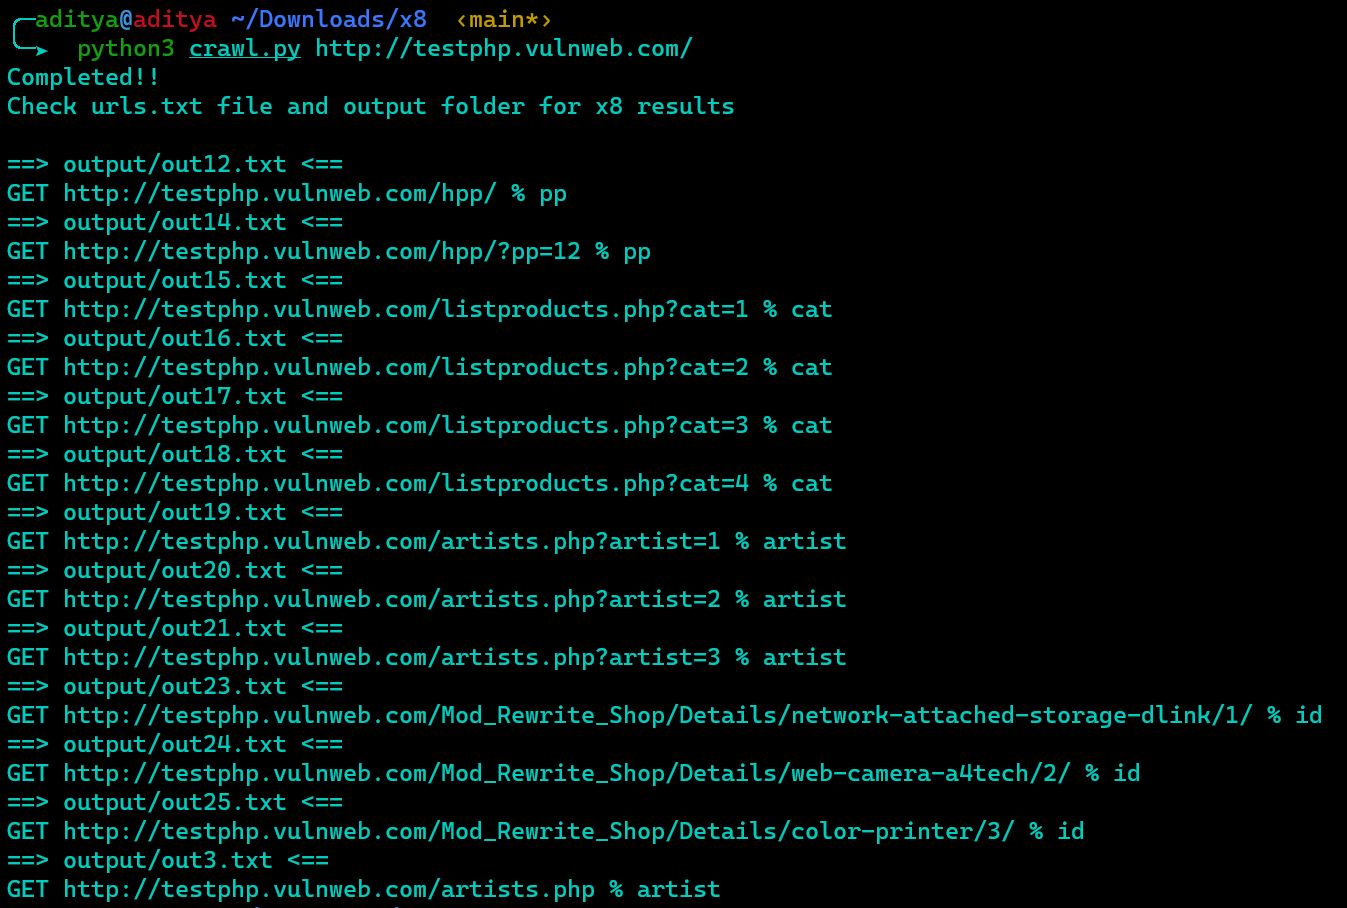 aditya@aditya ~/Downloads/x8 ‹main*›
python3 crawl.py http://testphp.vulnweb.com/
Completed!!
Check urls.txt file and output folder for x8 results
==> output/out12.txt <==
GET http://testphp.vulnweb.com/hpp/ % pp
==> output/out14.txt <==
GET http://testphp.vulnweb.com/hpp/?pp=12 % pp
==> output/out15.txt <==
GET http://testphp.vulnweb.com/listproducts.php?cat=1 % cat
==> output/out16.txt <==
GET http://testphp.vulnweb.com/listproducts.php?cat=2 % cat
==> output/out17.txt <==
GET http://testphp.vulnweb.com/listproducts.php?cat=3 % cat
==> output/out18.txt <==
GET http://testphp.vulnweb.com/listproducts.php?cat=4 % cat
==> output/out19.txt <==
GET http://testphp.vulnweb.com/artists.php?artist=1 % artist
==> output/out20.txt <==
GET http://testphp.vulnweb.com/artists.php?artist=2 % artist
==> output/out21.txt <==
GET http://testphp.vulnweb.com/artists.php?artist=3 % artist
==> output/out23.txt <==
GET http://testphp.vulnweb.com/Mod_Rewrite_Shop/Details/network-attached-storage-dlink/1/ % id
==> output/out24.txt <==
GET http://testphp.vulnweb.com/Mod_Rewrite_Shop/Details/web-camera-a4tech/2/ % id
==> output/out25.txt <==
GET http://testphp.vulnweb.com/Mod_Rewrite_Shop/Details/color-printer/3/ % id
==> output/out3.txt <==
GET http://testphp.vulnweb.com/artists.php % artist